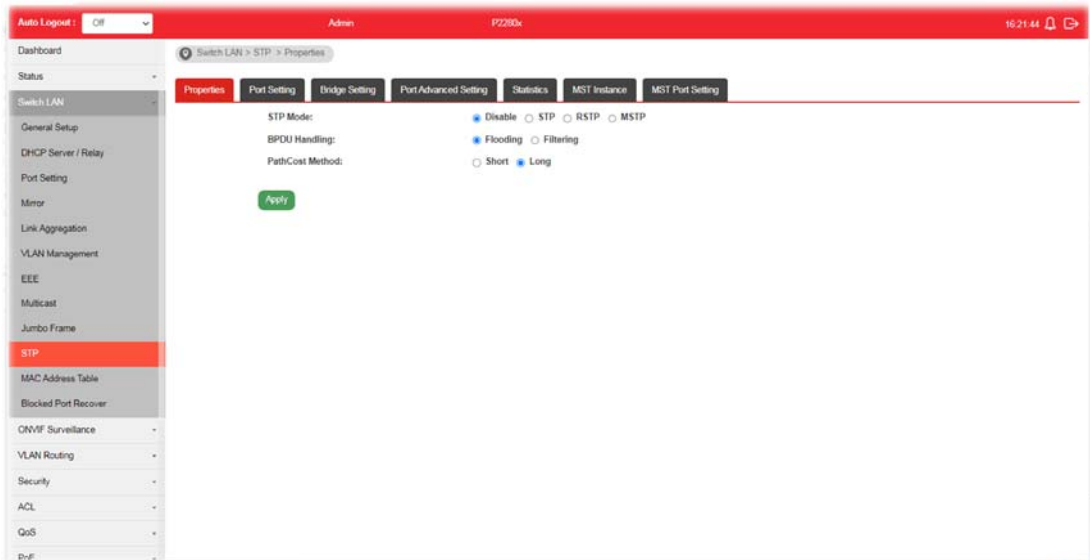 Auto Logout : Off Admin P2280x 16:21:44
Dashboard
Status
Switch LAN
General Setup
DHCP Server / Relay
Port Setting
Mirror
Link Aggregation
VLAN Management
EEE
Multicast
Jumbo Frame
STP
MAC Address Table
Blocked Port Recover
ONVIF Surveillance
VLAN Routing
Security
ACL
QoS
PoE
Switch LAN > STP > Properties
Properties Port Setting Bridge Setting Port Advanced Setting Statistics MST Instance MST Port Setting
STP Mode: Disable STP RSTP MSTP
BPDU Handling: Flooding Filtering
PathCost Method: Short Long
Apply